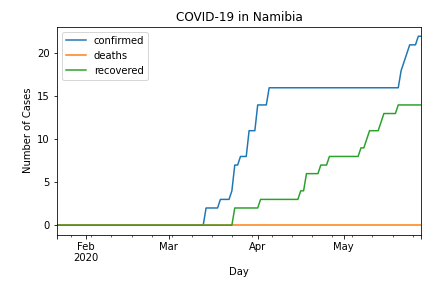 COVID-19 in Namibia
confirmed
deaths
recovered
Number of Cases
20
15
10
5
0
Feb
2020
Mar
Apr
May
Day